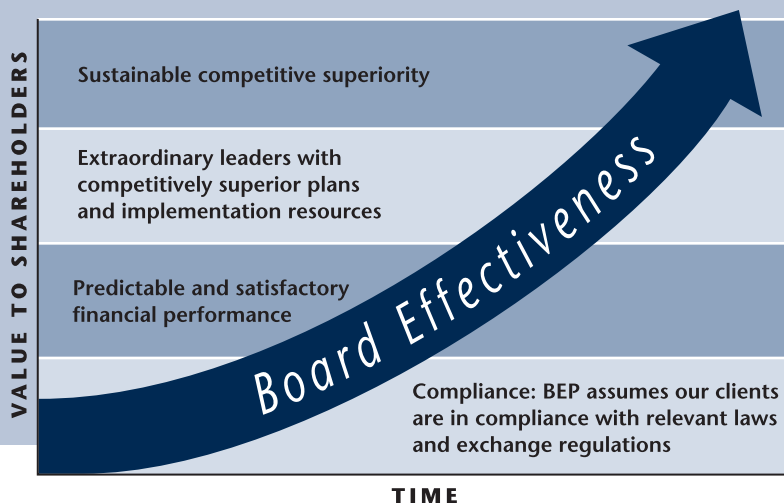 VALUE TO SHAREHOLDERS
Sustainable competitive superiority
Extraordinary leaders with
competitively superior plans
and implementation resources
Predictable and satisfactory
financial performance
Board Effectiveness
Compliance: BEP assumes our clients
are in compliance with relevant laws
and exchange regulations
TIME